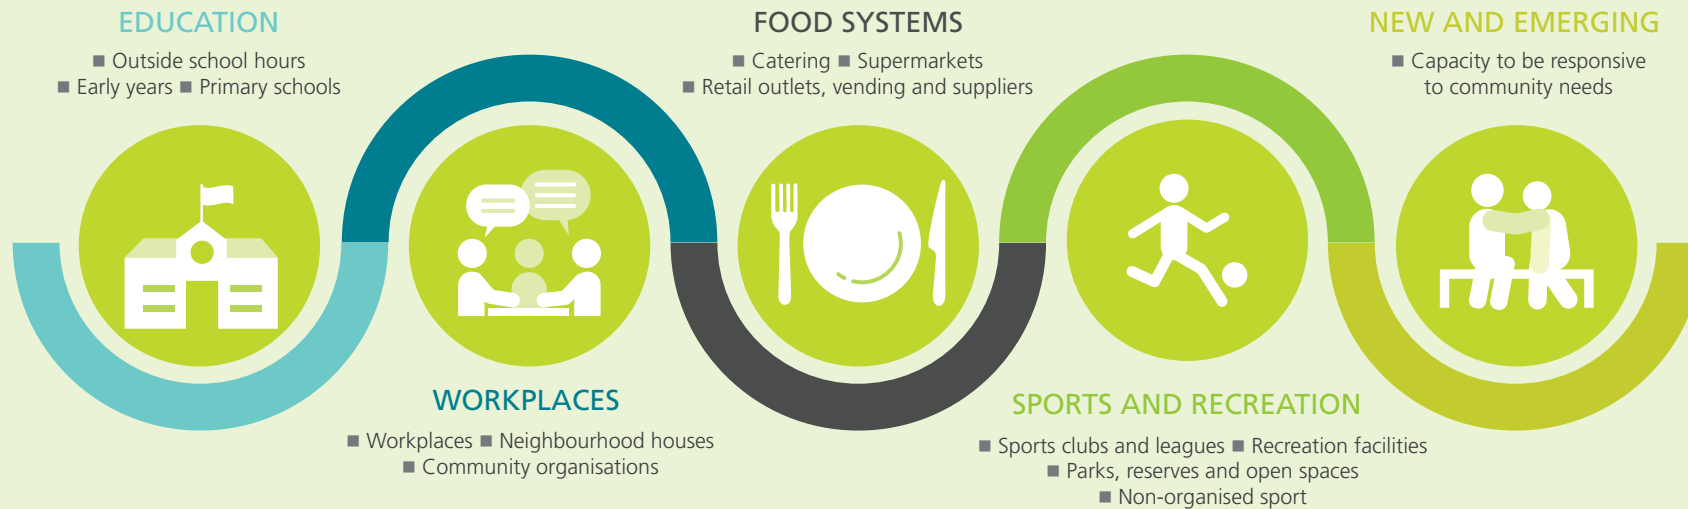 EDUCATION
■ Outside school hours
■ Early years ■ Primary schools
WORKPLACES
■ Workplaces ■ Neighbourhood houses
■ Community organisations
FOOD SYSTEMS
■ Catering ■ Supermarkets
■ Retail outlets, vending and suppliers
SPORTS AND RECREATION
■ Sports clubs and leagues ■ Recreation facilities
■ Parks, reserves and open spaces
■ Non-organised sport
NEW AND EMERGING
■ Capacity to be responsive
to community needs